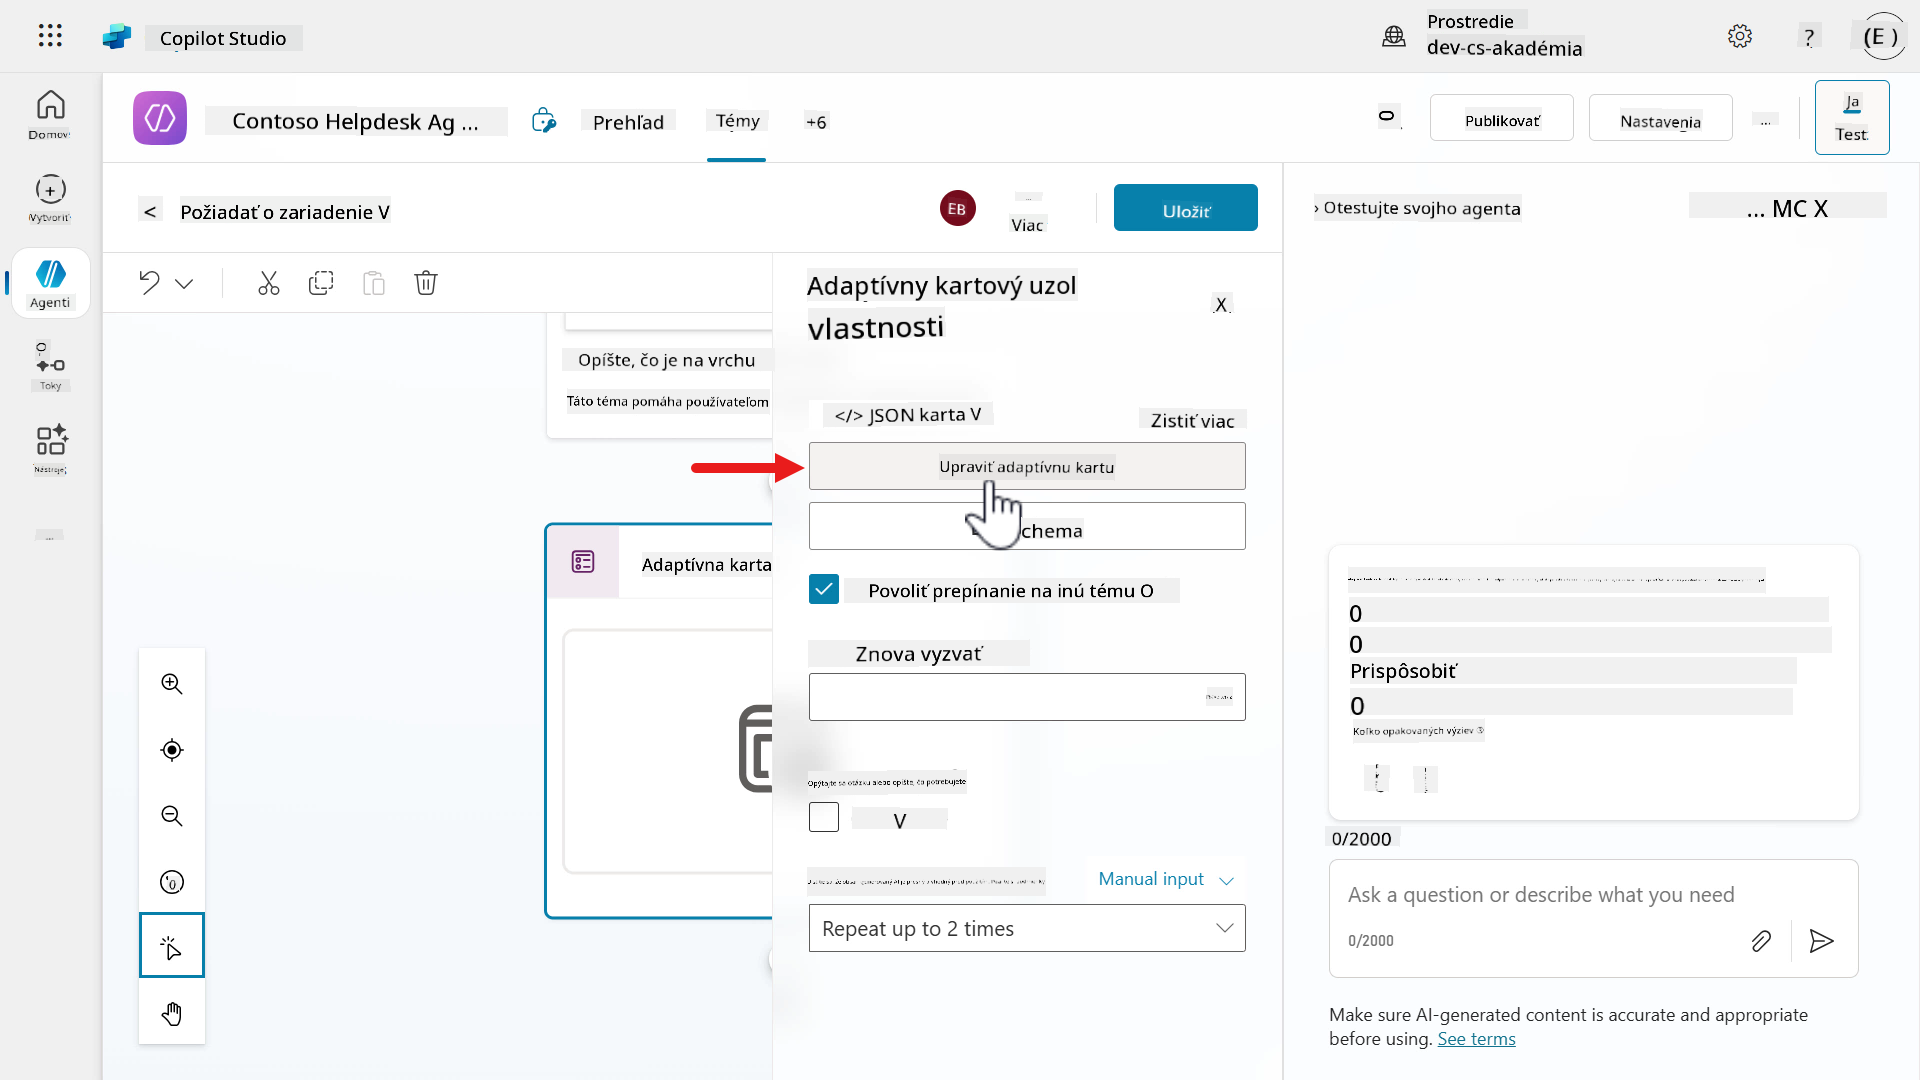 Copilot Studio
Prostredie
dev-cs-akadémia
?
(E )
Contoso Helpdesk Ag ...
Prehľad
Témy
+6
Publikovať
Nastavenia
...
Ja
Test
Domov
Vytvoriť
Agenti
Toky
Nástroje
< Požiadať o zariadenie V
EB
...
Viac
Uložiť
› Otestujte svojho agenta
... MC X
Opíšte, čo je na vrchu
Táto téma pomáha používateľom
Adaptívna karta
Adaptívny kartový uzol
vlastnosti
X
</> JSON karta V
Zistiť viac
Upraviť adaptívnu kartu
chema
Povoliť prepínanie na inú tému O
Znova vyzvať
Opýtajte sa otázku alebo opíšte, čo potrebujete
V
Manual input
Repeat up to 2 times
0
0
Prispôsobiť
0
Koľko opakovaných výziev
0/2000
Ask a question or describe what you need
0/2000
Make sure AI-generated content is accurate and appropriate
before using. See terms